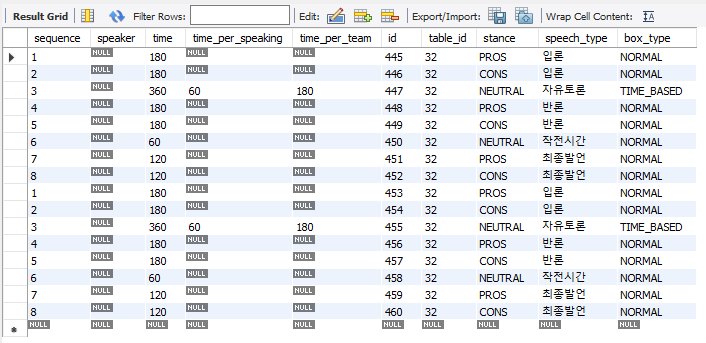 Result Grid Filter Rows: Edit: Export/Import: Wrap Cell Content:
sequence speaker time time_per_speaking time_per_team id table_id stance speech_type box_type
1 NULL 180 NULL NULL 445 32 PROS 입론 NORMAL
2 NULL 180 NULL NULL 446 32 CONS 입론 NORMAL
3 NULL 360 60 180 447 32 NEUTRAL 자유토론 TIME_BASED
4 NULL 180 NULL NULL 448 32 PROS 반론 NORMAL
5 NULL 180 NULL NULL 449 32 CONS 반론 NORMAL
6 NULL 60 NULL NULL 450 32 NEUTRAL 작전시간 NORMAL
7 NULL 120 NULL NULL 451 32 PROS 최종발언 NORMAL
8 NULL 120 NULL NULL 452 32 CONS 최종발언 NORMAL
1 NULL 180 NULL NULL 453 32 PROS 입론 NORMAL
2 NULL 180 NULL NULL 454 32 CONS 입론 NORMAL
3 NULL 360 60 180 455 32 NEUTRAL 자유토론 TIME_BASED
4 NULL 180 NULL NULL 456 32 PROS 반론 NORMAL
5 NULL 180 NULL NULL 457 32 CONS 반론 NORMAL
6 NULL 60 NULL NULL 458 32 NEUTRAL 작전시간 NORMAL
7 NULL 120 NULL NULL 459 32 PROS 최종발언 NORMAL
8 NULL 120 NULL NULL 460 32 CONS 최종발언 NORMAL
NULL NULL NULL NULL NULL NULL NULL NULL NULL NULL